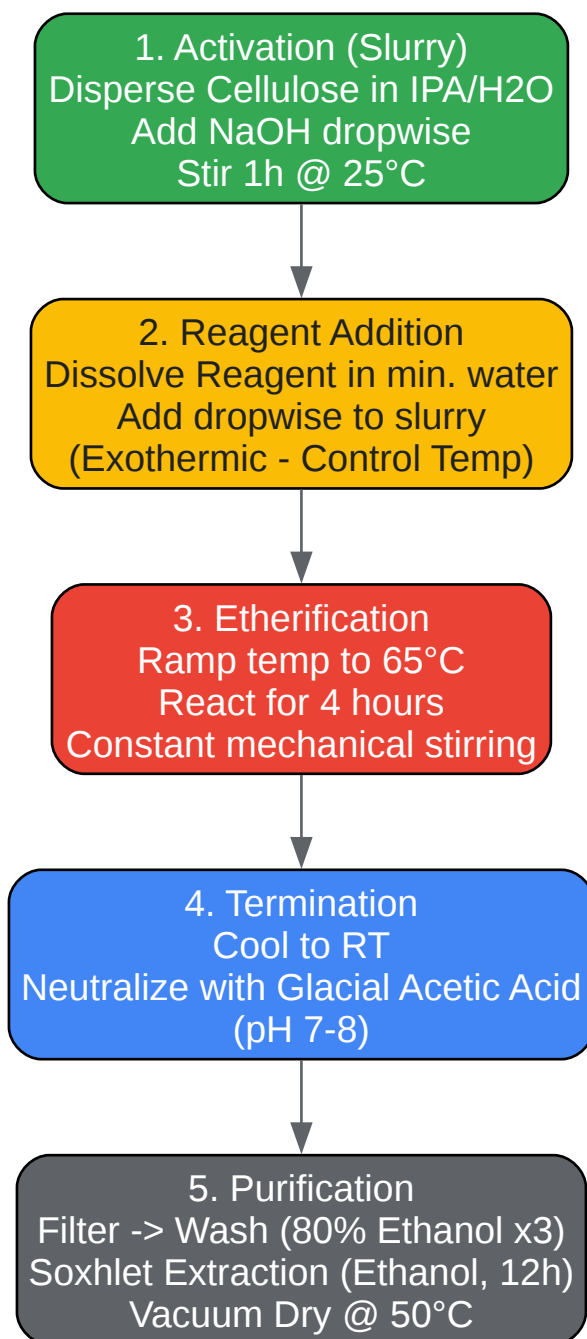 1. Activation (Slurry)
Disperse Cellulose in IPA/H2O
Add NaOH dropwise
Stir 1h @ 25°C
2. Reagent Addition
Dissolve Reagent in min. water
Add dropwise to slurry
(Exothermic - Control Temp)
3. Etherification
Ramp temp to 65°C
React for 4 hours
Constant mechanical stirring
4. Termination
Cool to RT
Neutralize with Glacial Acetic Acid
(pH 7-8)
5. Purification
Filter -> Wash (80% Ethanol x3)
Soxhlet Extraction (Ethanol, 12h)
Vacuum Dry @ 50°C